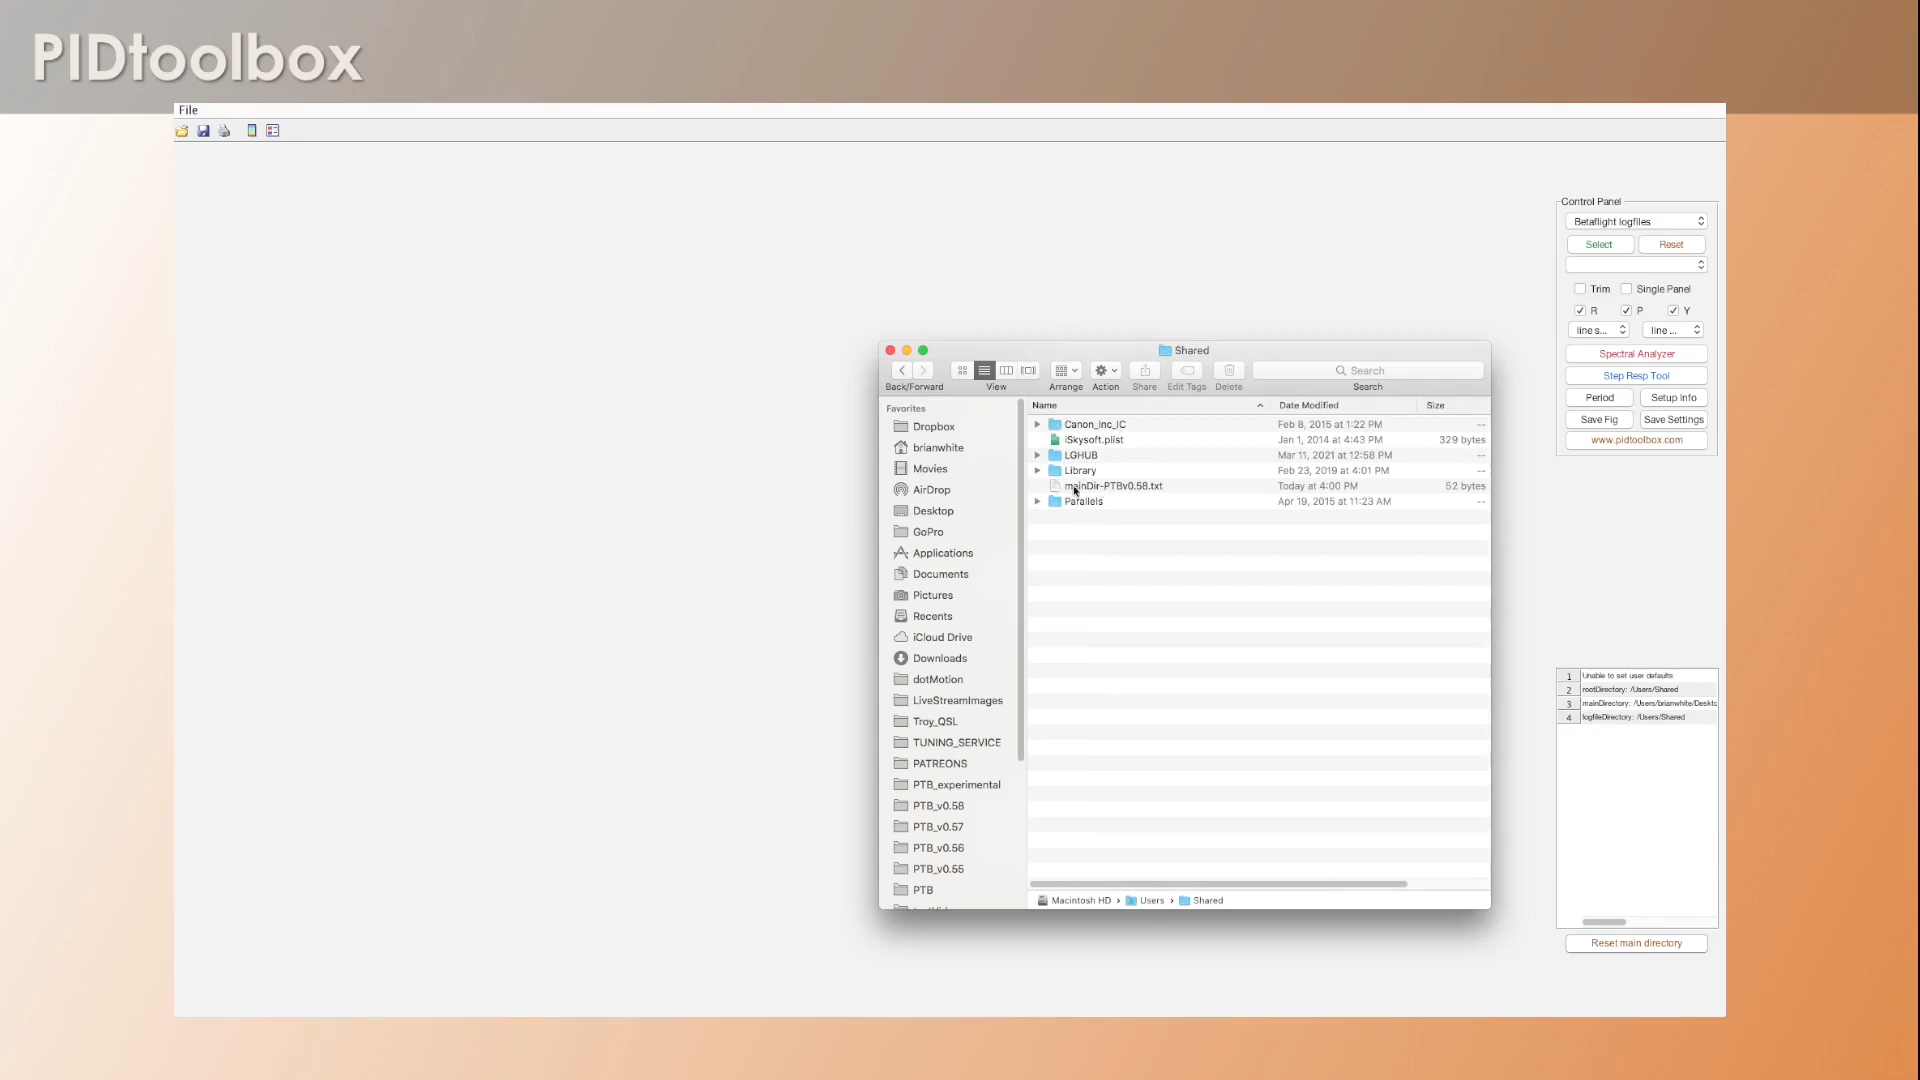 PIDtoolbox
File
Control Panel
Betaflight logfiles
Select Reset
Trim Single Panel
R P Y
line s... line ...
Spectral Analyzer
Step Resp Tool
Period Setup Info
Save Fig Save Settings
www.pidtoolbox.com
Shared
Search
Back/Forward View Arrange Action Share Edit Tags Delete Search
Favorites
Dropbox
brianwhite
Movies
AirDrop
Desktop
GoPro
Applications
Documents
Pictures
Recents
iCloud Drive
Downloads
dotMotion
LiveStreamImages
Troy_QSL
TUNING_SERVICE
PATREONS
PTB_experimental
PTB_v0.58
PTB_v0.57
PTB_v0.56
PTB_v0.55
PTB
Name Date Modified Size
Canon_Inc_IC Feb 8, 2015 at 1:22 PM --
iSkysoft.plist Jan 1, 2014 at 4:43 PM 329 bytes
LGHUB Mar 11, 2021 at 12:58 PM --
Library Feb 23, 2019 at 4:01 PM --
mainDir-PTBv0.58.txt Today at 4:00 PM 52 bytes
Parallels Apr 19, 2015 at 11:23 AM --
Macintosh HD › Users › Shared
1 Unable to set user defaults
2 rootDirectory: /Users/Shared
3 mainDirectory: /Users/brianwhite/Deskto
4 logfileDirectory: /Users/Shared
Reset main directory